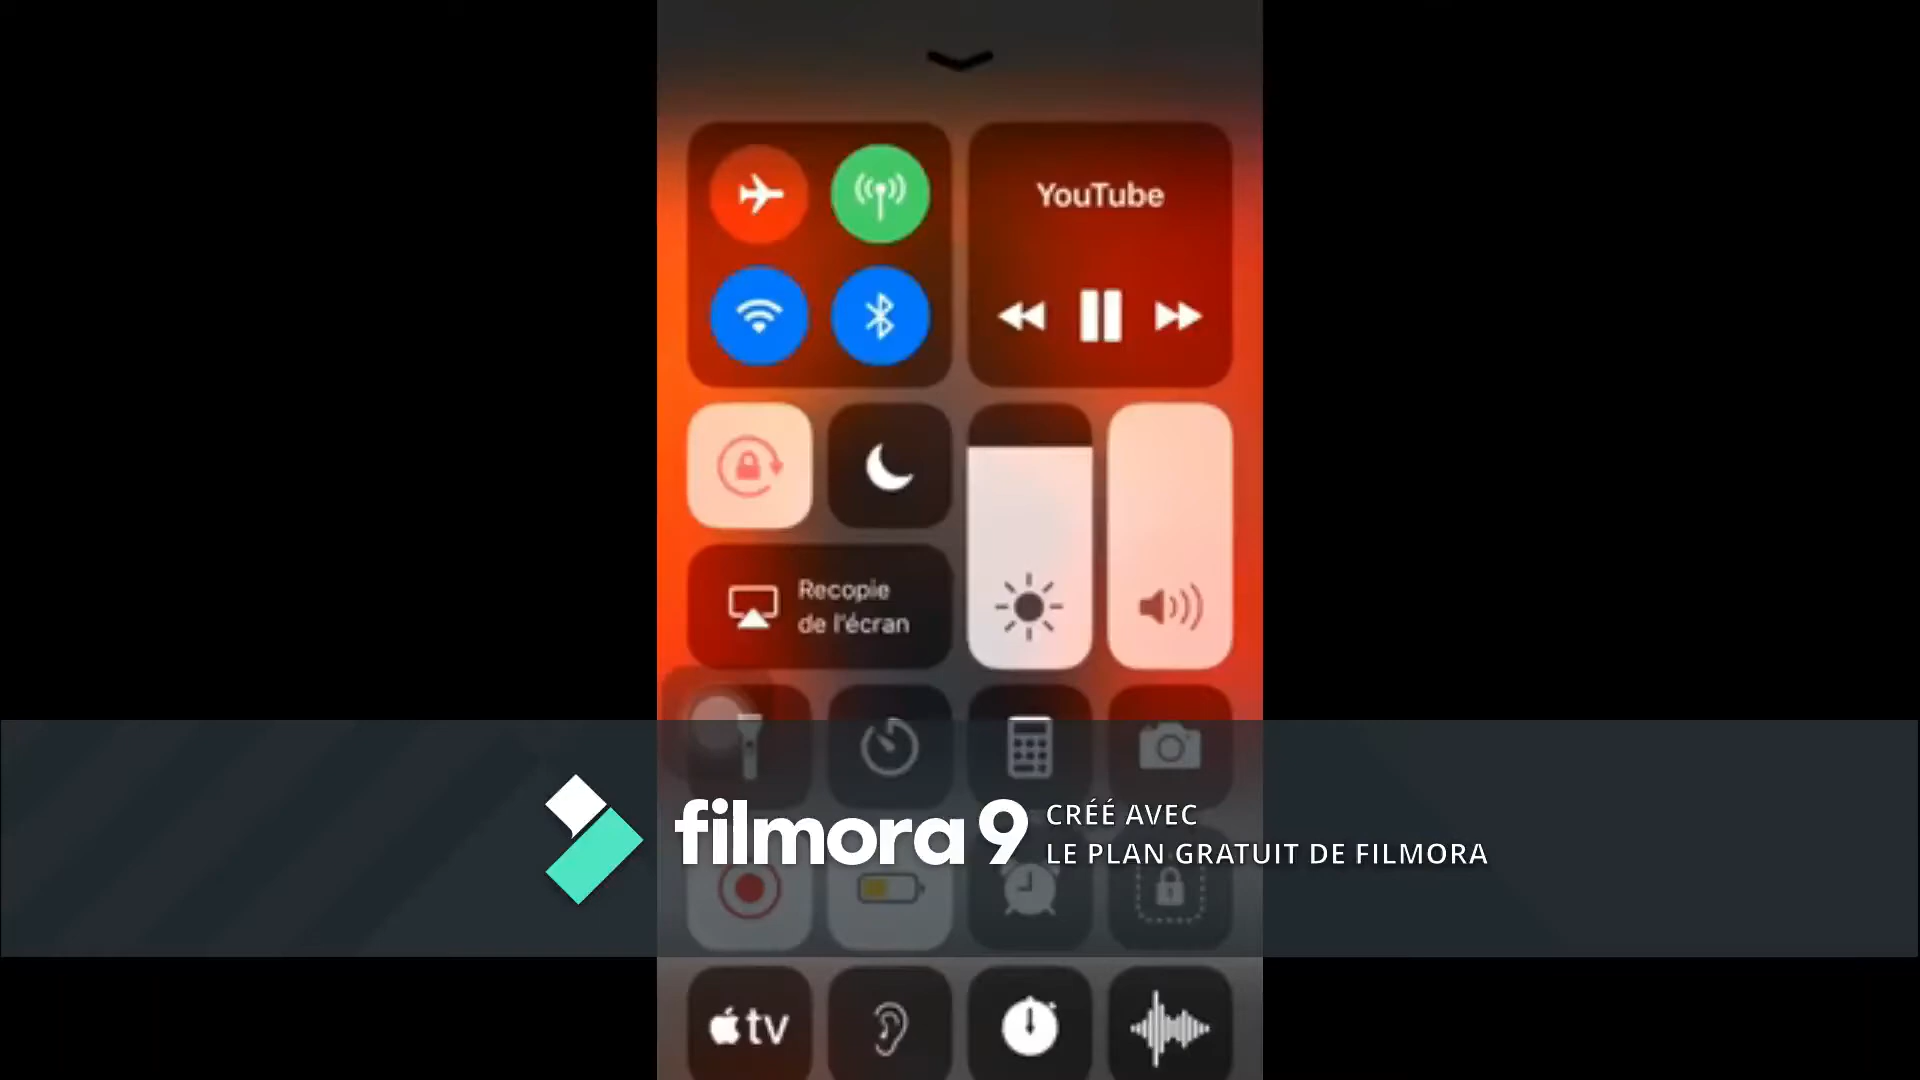 YouTube
Recopie
de l'écran
filmora 9
CRÉÉ AVEC
LE PLAN GRATUIT DE FILMORA
tv